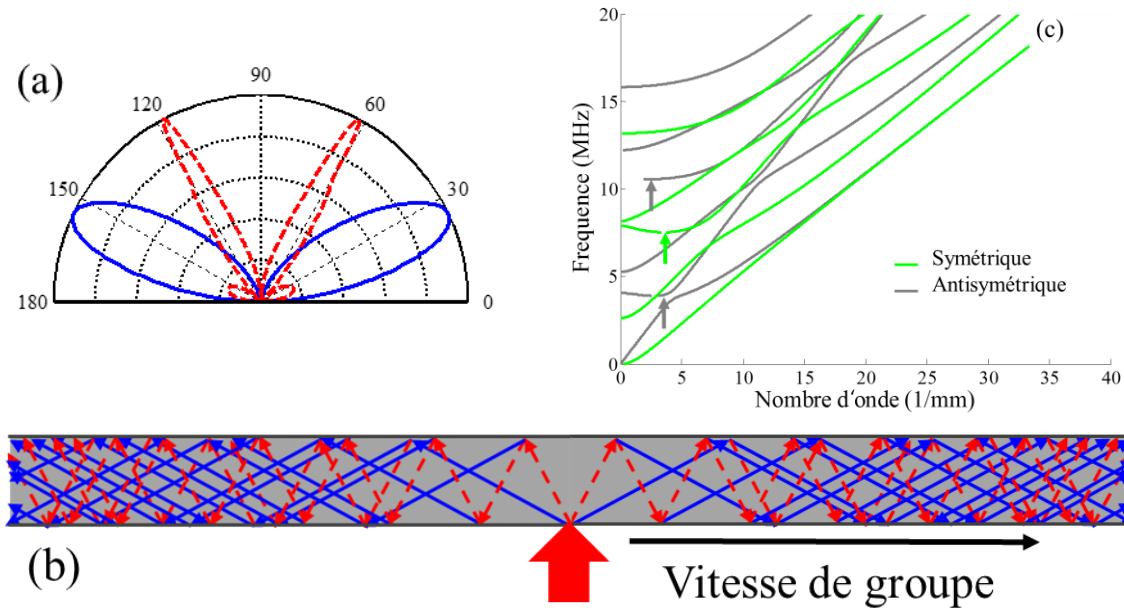 (a)
90
120
60
150
30
180
0
(c)
20
15
10
5
0
Frequence (MHz)
Symétrique
Antisymétrique
0
5
10
15
20
25
30
35
40
Nombre d'onde (1/mm)
(b)
Vitesse de groupe